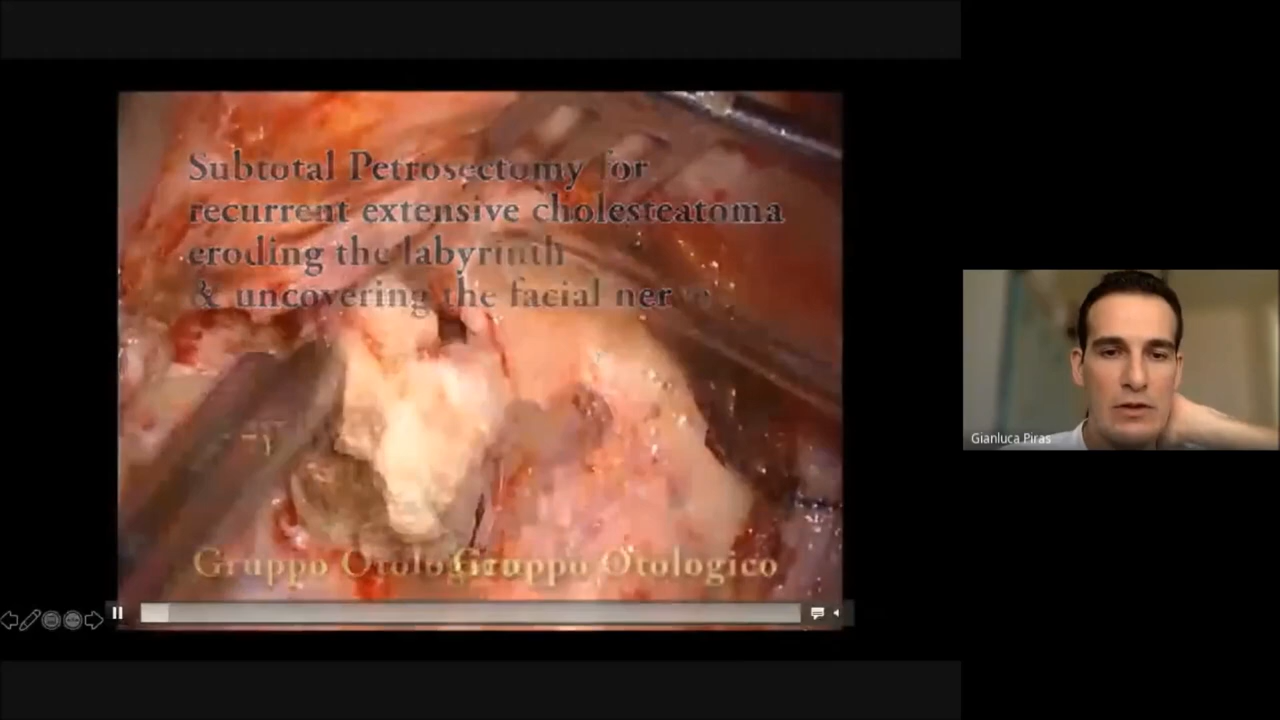 Subtotal Petrosectomy for
recurrent extensive cholesteatoma
eroding the labyrinth
& uncovering the facial nerve
Gruppo Otologico Gruppo Otologico
Gianluca Piras